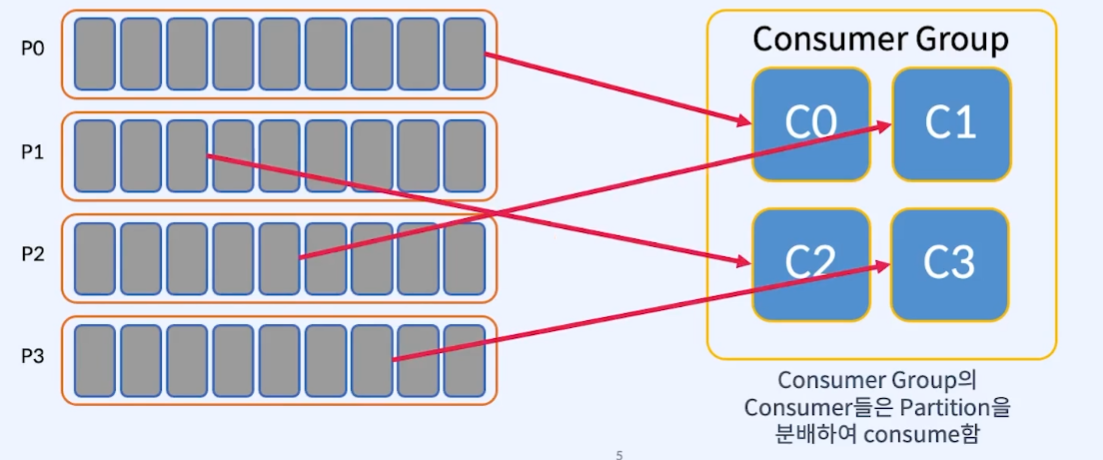 P0
P1
P2
P3
Consumer Group
C0
C1
C2
C3
Consumer Group의
Consumer들은 Partition을
분배하여 consume함
5